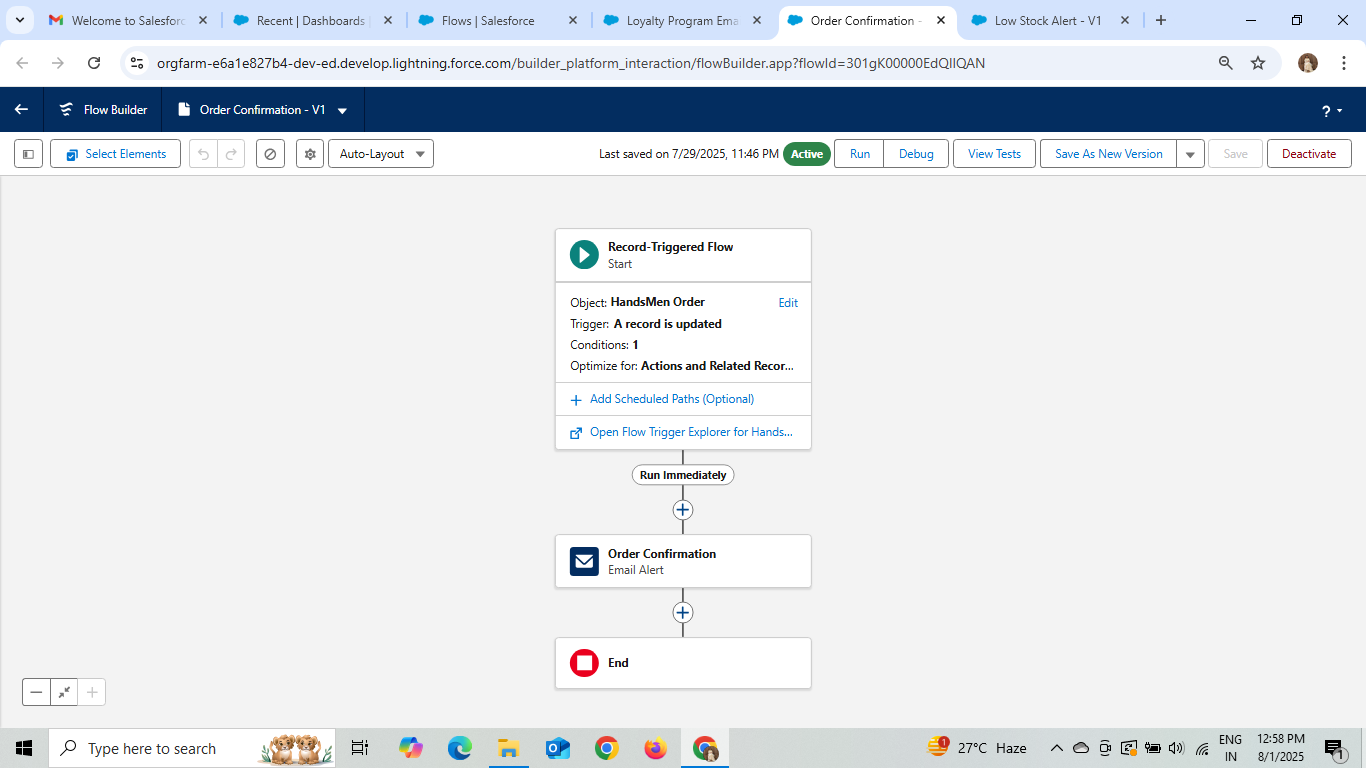 Welcome to Salesforc
Recent | Dashboards |
Flows | Salesforce
Loyalty Program Ema
Order Confirmation -
Low Stock Alert - V1
orgfarm-e6a1e827b4-dev-ed.develop.lightning.force.com/builder_platform_interaction/flowBuilder.app?flowId=301gK00000EdQIIQAN
Flow Builder
Order Confirmation - V1
?
Select Elements
Auto-Layout
Last saved on 7/29/2025, 11:46 PM
Active
Run
Debug
View Tests
Save As New Version
Save
Deactivate
Record-Triggered Flow
Start
Object: HandsMen Order
Edit
Trigger: A record is updated
Conditions: 1
Optimize for: Actions and Related Recor...
Add Scheduled Paths (Optional)
Open Flow Trigger Explorer for Hands...
Run Immediately
Order Confirmation
Email Alert
End
Type here to search
1
27°C Haze
ENG
IN
12:58 PM
8/1/2025
1